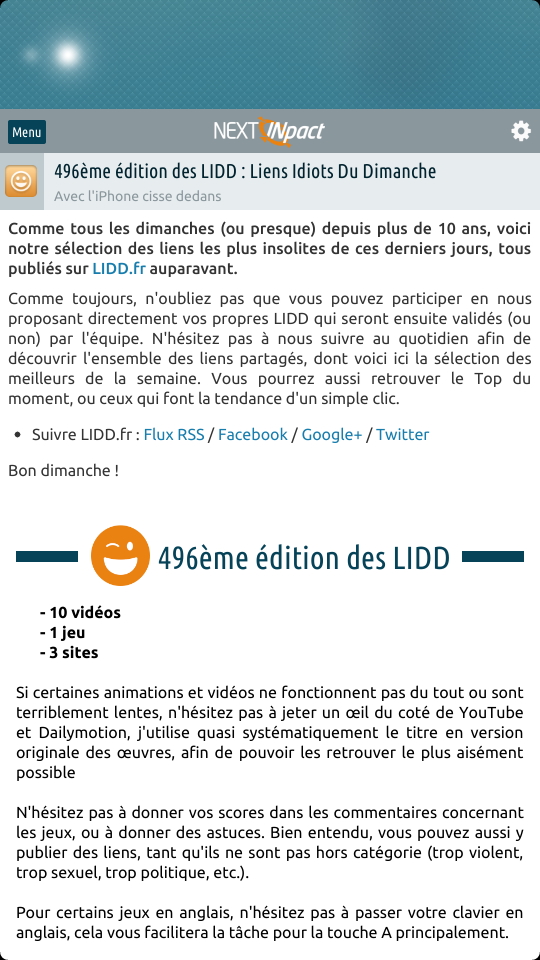 Menu
NEXT INpact
496ème édition des LIDD : Liens Idiots Du Dimanche
Avec l'iPhone cisse dedans
Comme tous les dimanches (ou presque) depuis plus de 10 ans, voici
notre sélection des liens les plus insolites de ces derniers jours, tous
publiés sur LIDD.fr auparavant.
Comme toujours, n'oubliez pas que vous pouvez participer en nous
proposant directement vos propres LIDD qui seront ensuite validés (ou
non) par l'équipe. N'hésitez pas à nous suivre au quotidien afin de
découvrir l'ensemble des liens partagés, dont voici ici la sélection des
meilleurs de la semaine. Vous pourrez aussi retrouver le Top du
moment, ou ceux qui font la tendance d'un simple clic.
• Suivre LIDD.fr : Flux RSS / Facebook / Google+ / Twitter
Bon dimanche !
496ème édition des LIDD
- 10 vidéos
- 1 jeu
- 3 sites
Si certaines animations et vidéos ne fonctionnent pas du tout ou sont
terriblement lentes, n'hésitez pas à jeter un œil du coté de YouTube
et Dailymotion, j'utilise quasi systématiquement le titre en version
originale des œuvres, afin de pouvoir les retrouver le plus aisément
possible
N'hésitez pas à donner vos scores dans les commentaires concernant
les jeux, ou à donner des astuces. Bien entendu, vous pouvez aussi y
publier des liens, tant qu'ils ne sont pas hors catégorie (trop violent,
trop sexuel, trop politique, etc.).
Pour certains jeux en anglais, n'hésitez pas à passer votre clavier en
anglais, cela vous facilitera la tâche pour la touche A principalement.